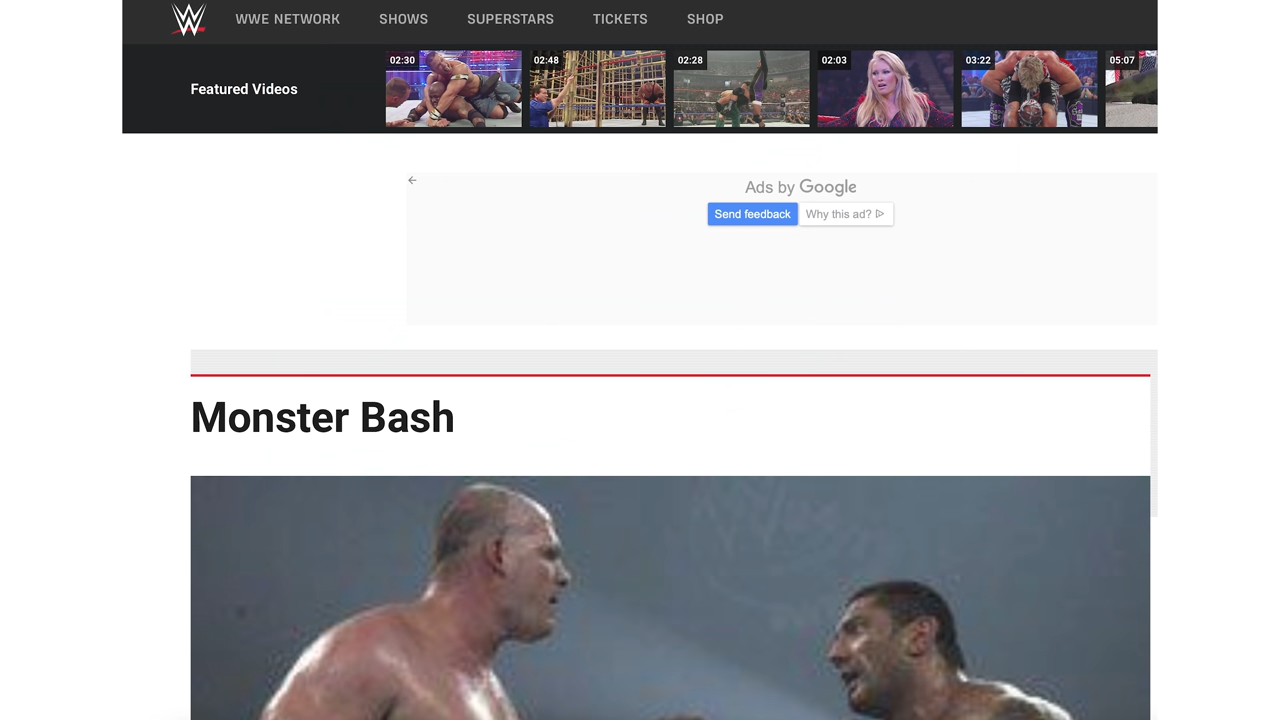 WWE NETWORK
SHOWS
SUPERSTARS
TICKETS
SHOP
Featured Videos
02:30
02:48
02:28
02:03
03:22
05:07
Ads by Google
Send feedback
Why this ad?
Monster Bash